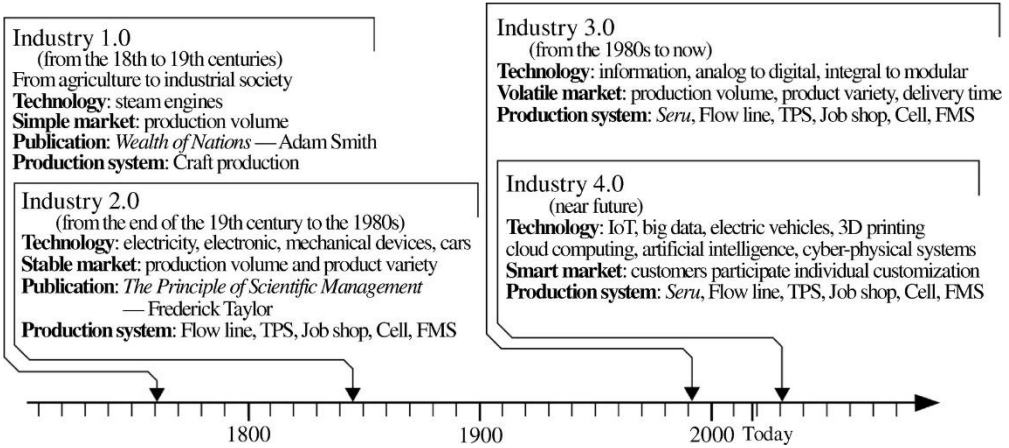 Industry 1.0
(from the 18th to 19th centuries)
From agriculture to industrial society
Technology: steam engines
Simple market: production volume
Publication: Wealth of Nations — Adam Smith
Production system: Craft production
Industry 2.0
(from the end of the 19th century to the 1980s)
Technology: electricity, electronic, mechanical devices, cars
Stable market: production volume and product variety
Publication: The Principle of Scientific Management
— Frederick Taylor
Production system: Flow line, TPS, Job shop, Cell, FMS
Industry 3.0
(from the 1980s to now)
Technology: information, analog to digital, integral to modular
Volatile market: production volume, product variety, delivery time
Production system: Seru, Flow line, TPS, Job shop, Cell, FMS
Industry 4.0
(near future)
Technology: IoT, big data, electric vehicles, 3D printing
cloud computing, artificial intelligence, cyber-physical systems
Smart market: customers participate individual customization
Production system: Seru, Flow line, TPS, Job shop, Cell, FMS
1800 1900 2000 Today